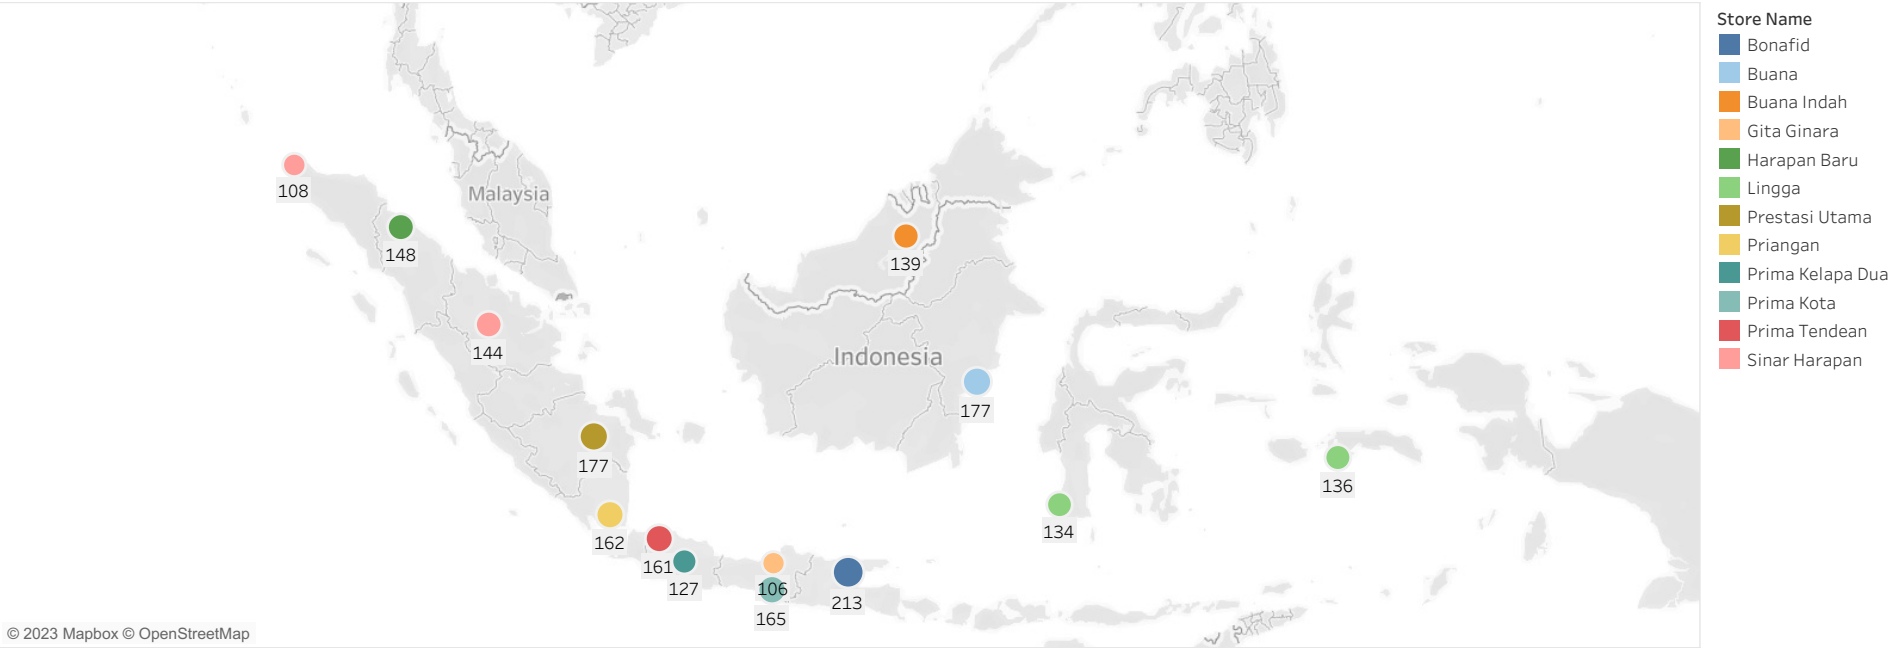 Malaysia
108
148
139
144
Indonesia
177
177
136
134
162
161
127
106
165
213
© 2023 Mapbox © OpenStreetMap
Store Name
Bonafid
Buana
Buana Indah
Gita Ginara
Harapan Baru
Lingga
Prestasi Utama
Priangan
Prima Kelapa Dua
Prima Kota
Prima Tendean
Sinar Harapan